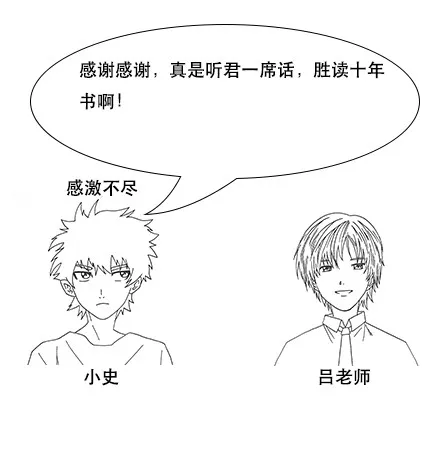 感谢感谢，真是听君一席话，胜读十年
书啊！
感激不尽
小史
吕老师